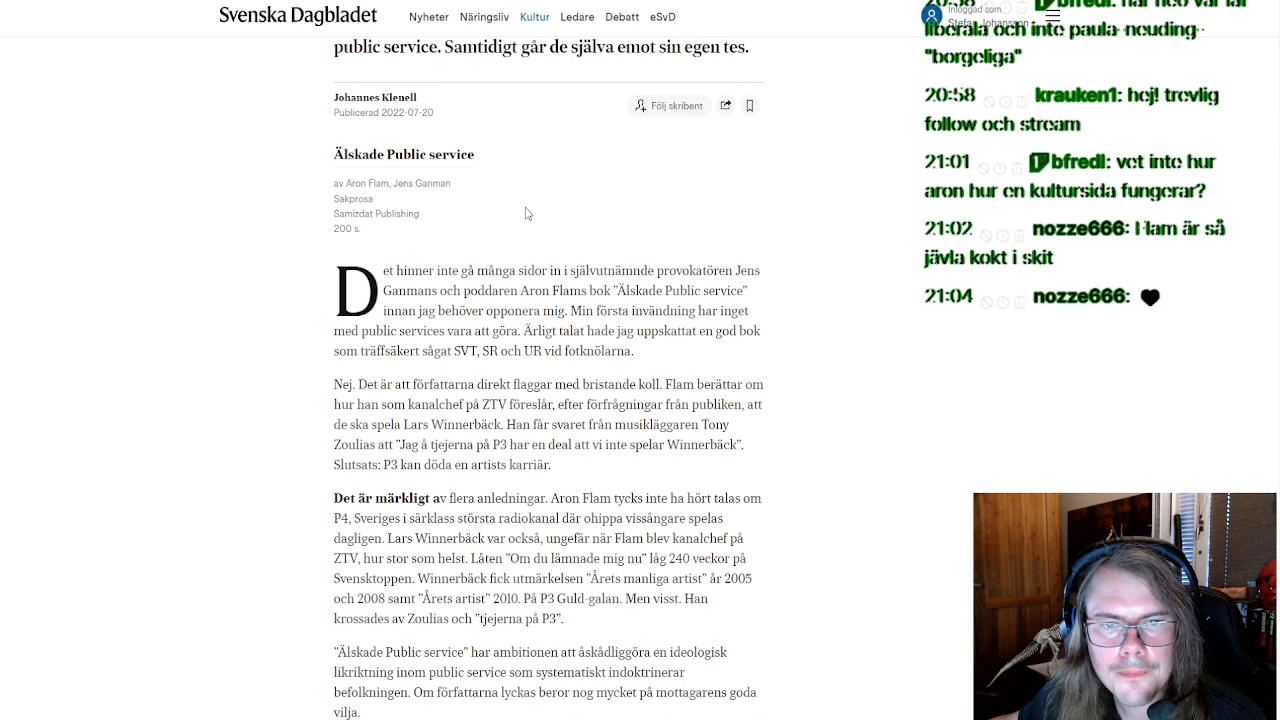 Svenska Dagbladet
Nyheter Näringsliv Kultur Ledare Debatt eSvD
Inloggad som
Stefan Johansson
public service. Samtidigt går de själva emot sin egen tes.
Johannes Klenell
Publicerad 2022-07-20
Följ skribent
Älskade Public service
av Aron Flam, Jens Ganman
Sakprosa
Samizdat Publishing
200 s.
Det hinner inte gå många sidor in i självutnämnde provokatören Jens
Ganmans och poddaren Aron Flams bok ”Älskade Public service”
innan jag behöver opponera mig. Min första invändning har inget
med public services vara att göra. Ärligt talat hade jag uppskattat en god bok
som träffsäkert sågat SVT, SR och UR vid fotknölarna.
Nej. Det är att författarna direkt flaggar med bristande koll. Flam berättar om
hur han som kanalchef på ZTV föreslår, efter förfrågningar från publiken, att
de ska spela Lars Winnerbäck. Han får svaret från musikläggaren Tony
Zoulias att ”Jag å tjejerna på P3 har en deal att vi inte spelar Winnerbäck”.
Slutsats: P3 kan döda en artists karriär.
Det är märkligt av flera anledningar. Aron Flam tycks inte ha hört talas om
P4, Sveriges i särklass största radiokanal där ohippa vissångare spelas
dagligen. Lars Winnerbäck var också, ungefär när Flam blev kanalchef på
ZTV, hur stor som helst. Låten ”Om du lämnade mig nu” låg 240 veckor på
Svensktoppen. Winnerbäck fick utmärkelsen ”Årets manliga artist” år 2005
och 2008 samt ”Årets artist” 2010. På P3 Guld-galan. Men visst. Han
krossades av Zoulias och ”tjejerna på P3”.
”Älskade Public service” har ambitionen att åskådliggöra en ideologisk
likriktning inom public service som systematiskt indoktrinerar
befolkningen. Om författarna lyckas beror nog mycket på mottagarens goda
vilja.
20:58 bfredl: när neo var för
liberala och inte paula neuding
"borgeliga"
20:58 krauken1: hej! trevlig
follow och stream
21:01 bfredl: vet inte hur
aron hur en kultursida fungerar?
21:02 nozze666: Flam är så
jävla kokt i skit
21:04 nozze666: